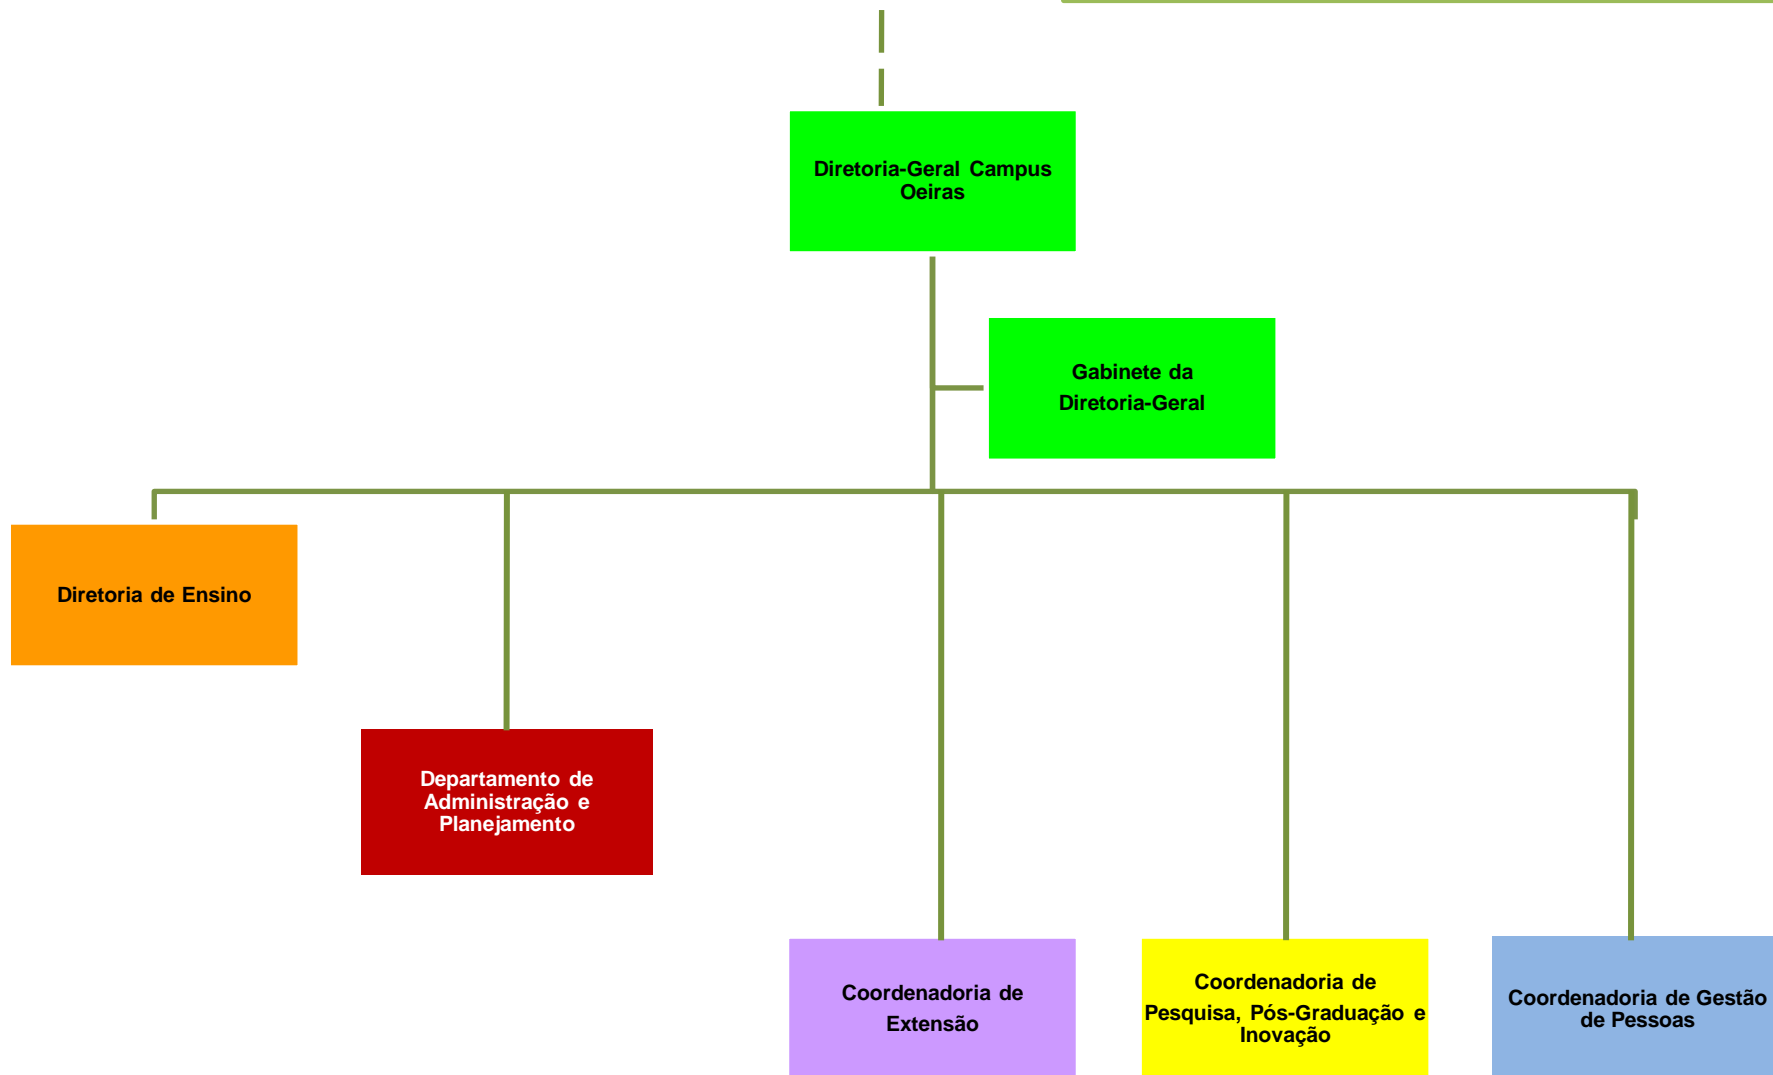 Diretoria-Geral Campus
Oeiras
Gabinete da
Diretoria-Geral
Diretoria de Ensino
Departamento de
Administração e
Planejamento
Coordenadoria de
Extensão
Coordenadoria de
Pesquisa, Pós-Graduação e
Inovação
Coordenadoria de Gestão
de Pessoas